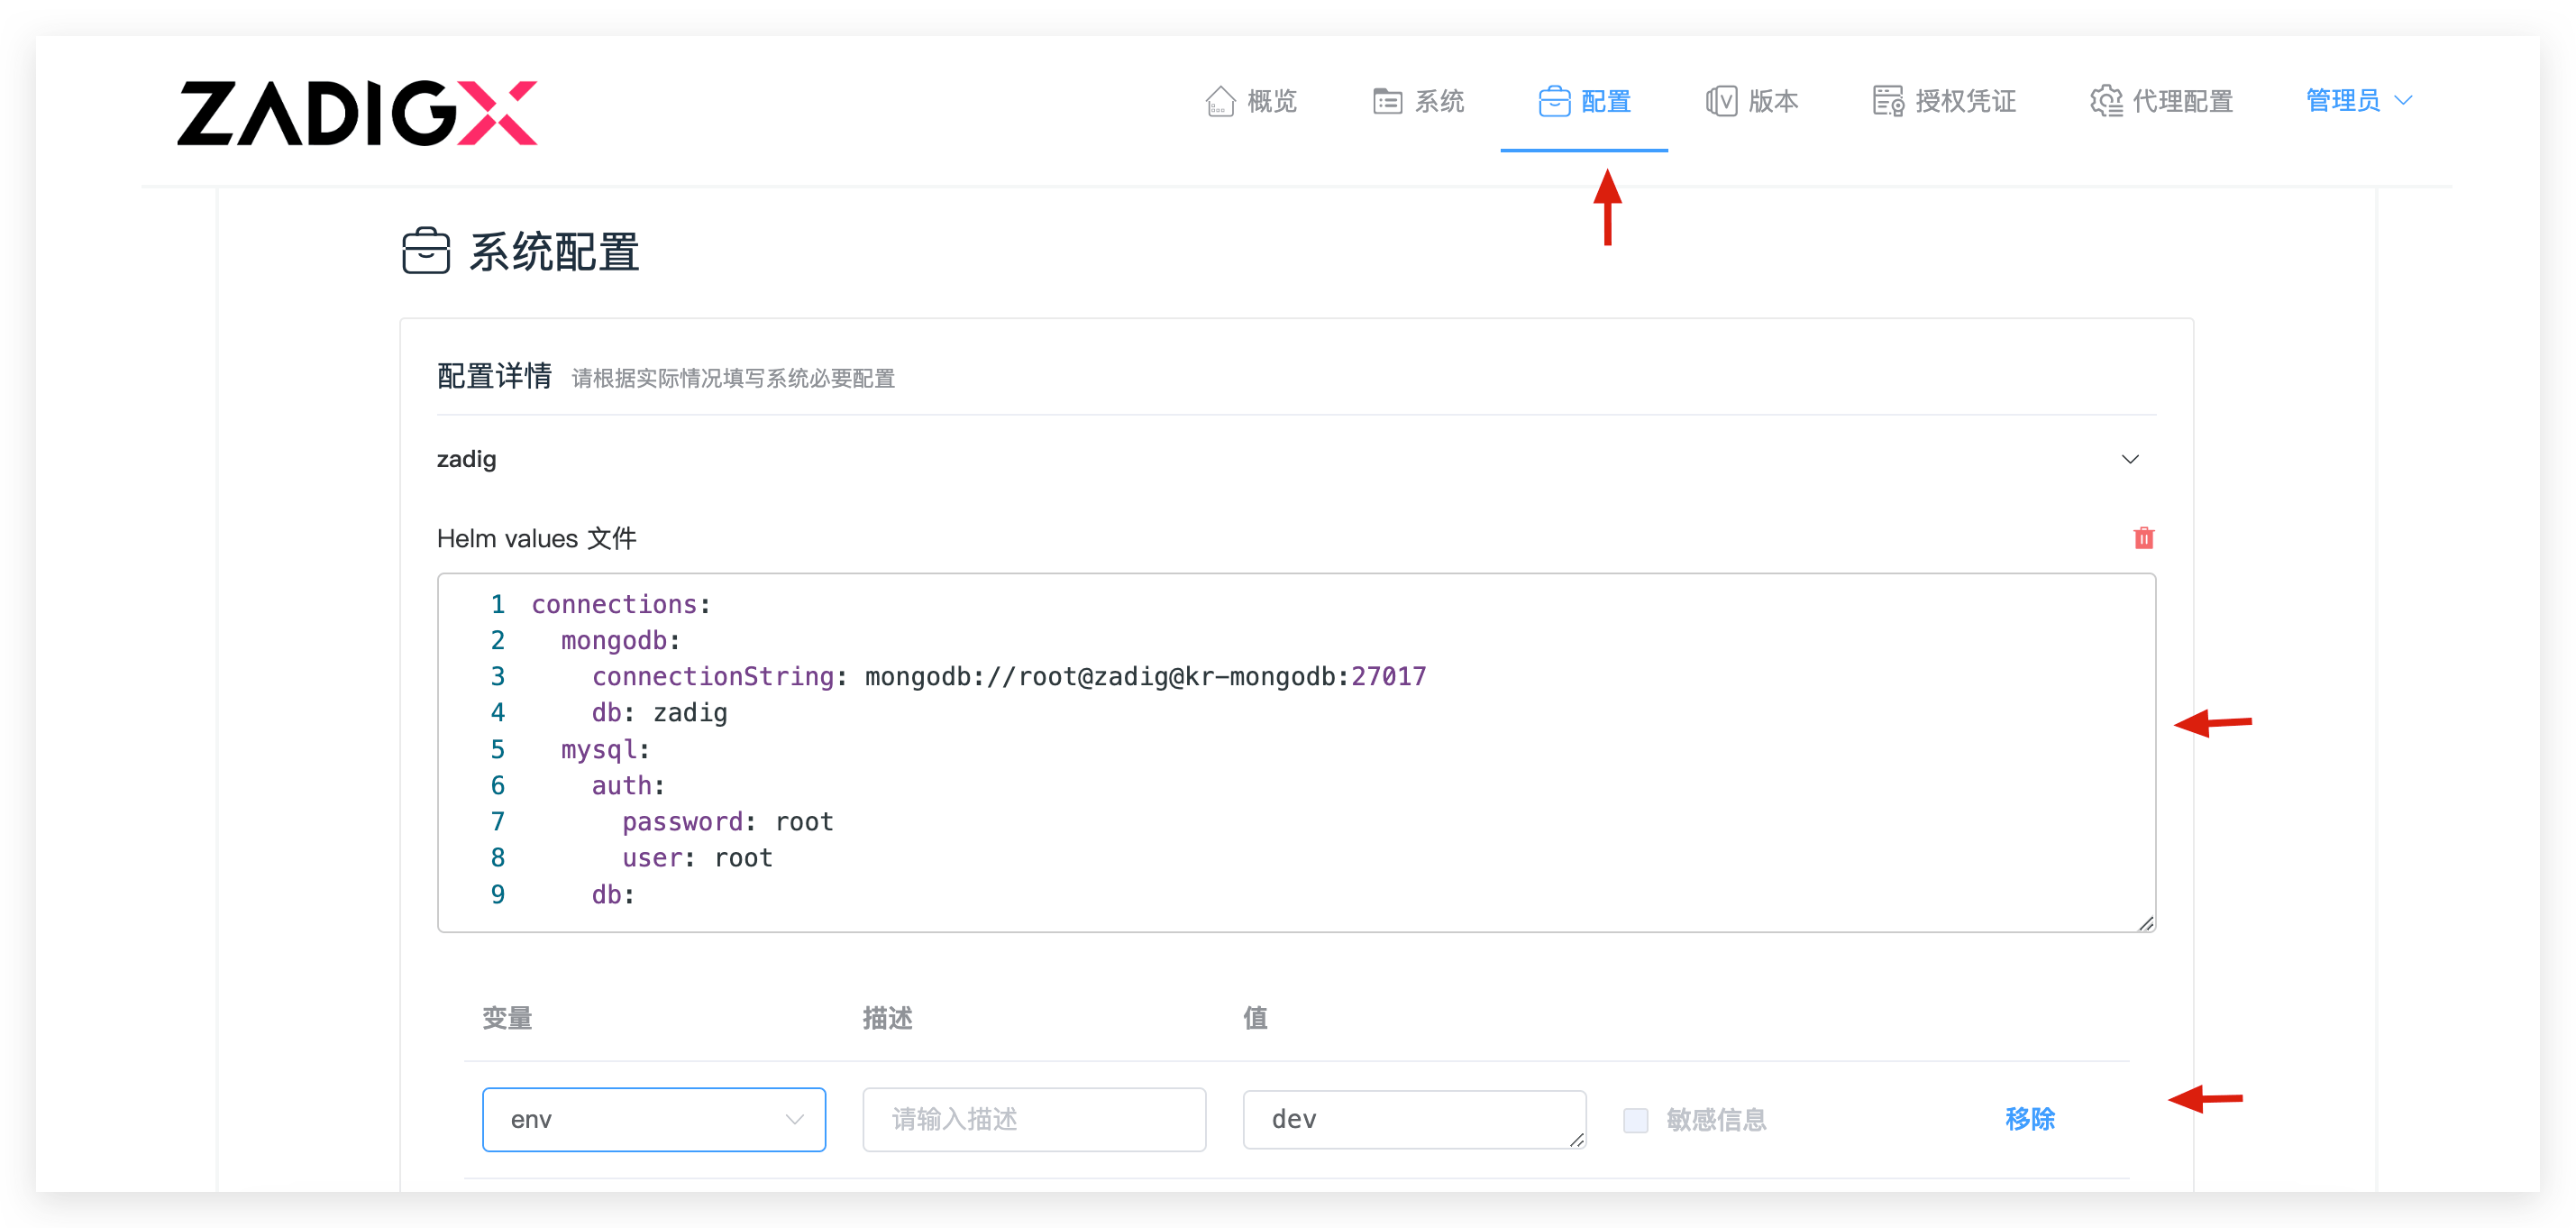 ZADIGX
概览 系统 配置 版本 授权凭证 代理配置 管理员
系统配置
配置详情 请根据实际情况填写系统必要配置
zadig
Helm values 文件
1 connections:
2 mongodb:
3 connectionString: mongodb://root@zadig@kr-mongodb:27017
4 db: zadig
5 mysql:
6 auth:
7 password: root
8 user: root
9 db:
变量 描述 值
env 请输入描述 dev 敏感信息 移除